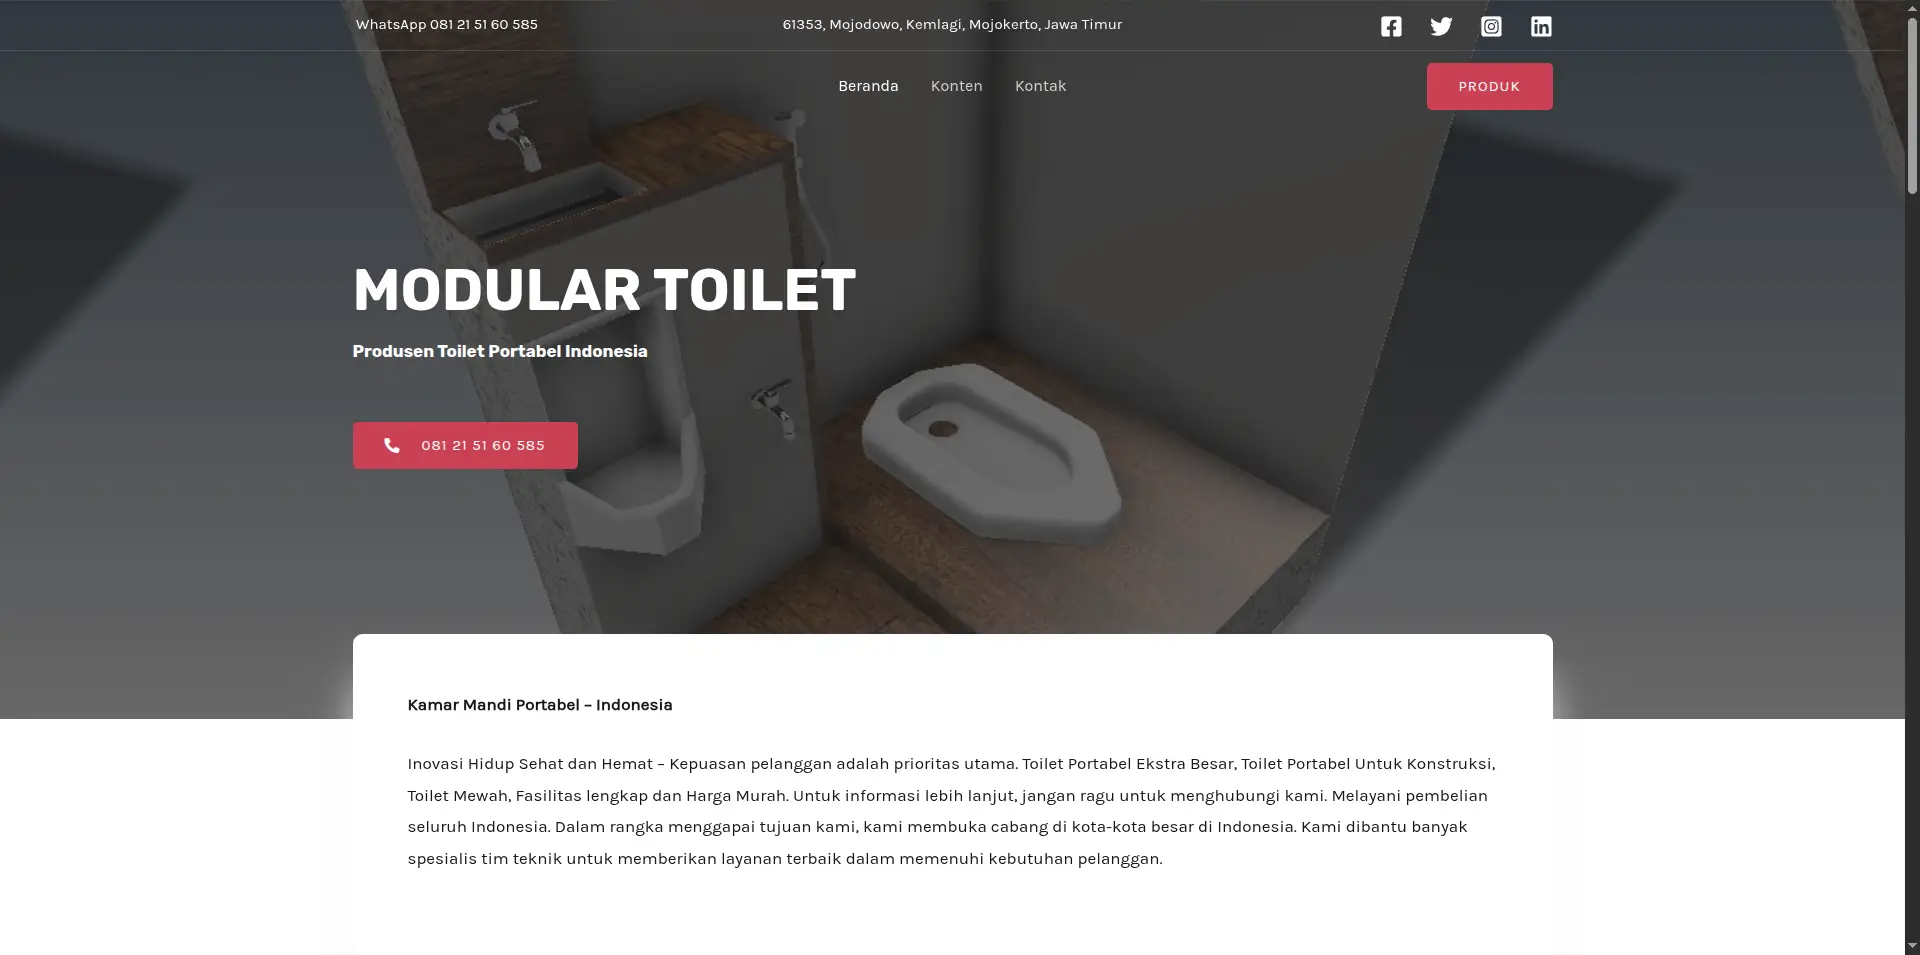 WhatsApp 081 21 51 60 585
61353, Mojodowo, Kemlagi, Mojokerto, Jawa Timur
Beranda
Konten
Kontak
PRODUK
MODULAR TOILET
Produsen Toilet Portabel Indonesia
081 21 51 60 585
Kamar Mandi Portabel – Indonesia
Inovasi Hidup Sehat dan Hemat – Kepuasan pelanggan adalah prioritas utama. Toilet Portabel Ekstra Besar, Toilet Portabel Untuk Konstruksi,
Toilet Mewah, Fasilitas lengkap dan Harga Murah. Untuk informasi lebih lanjut, jangan ragu untuk menghubungi kami. Melayani pembelian
seluruh Indonesia. Dalam rangka menggapai tujuan kami, kami membuka cabang di kota-kota besar di Indonesia. Kami dibantu banyak
spesialis tim teknik untuk memberikan layanan terbaik dalam memenuhi kebutuhan pelanggan.